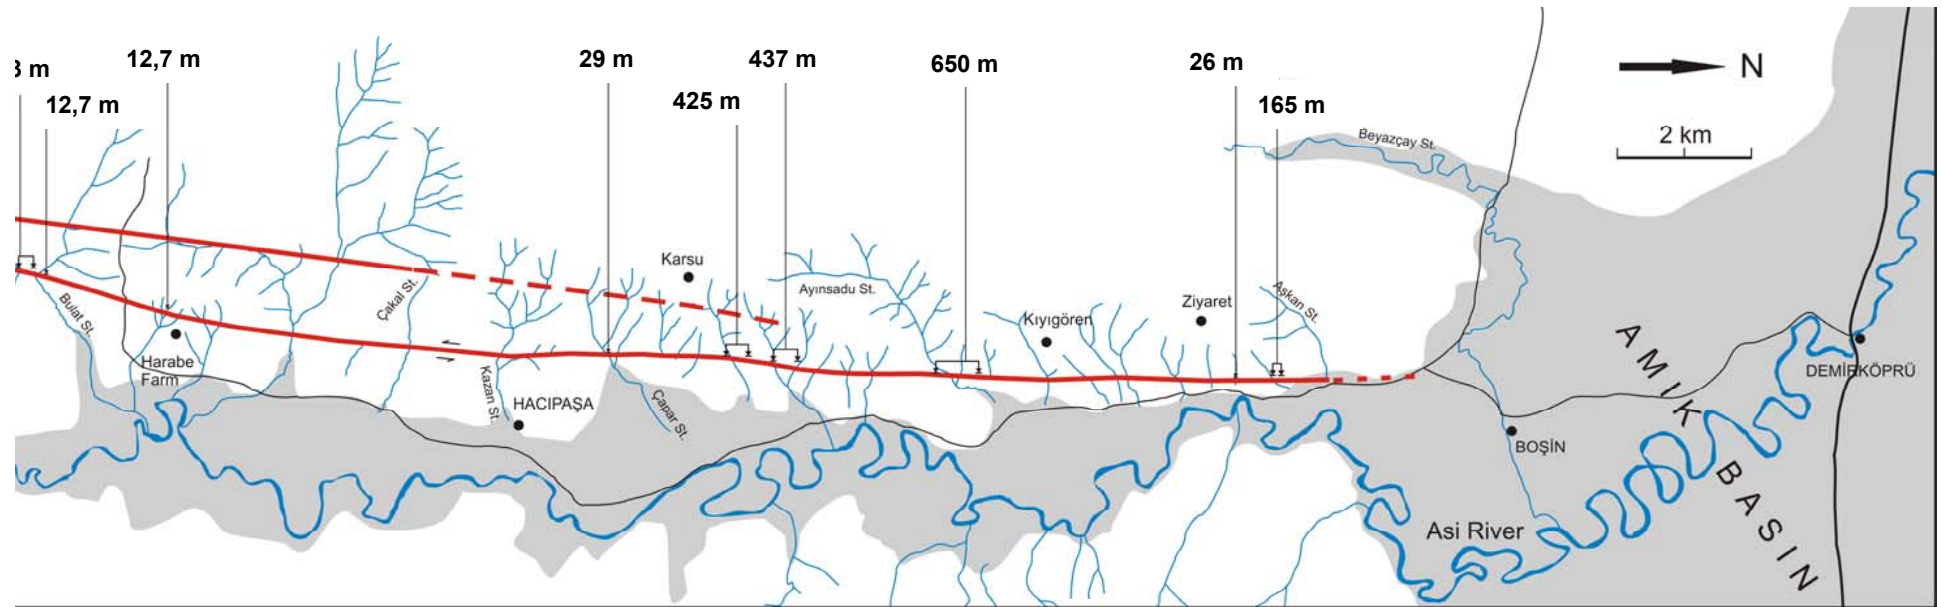 3 m
12,7 m
12,7 m
29 m
425 m
437 m
650 m
26 m
165 m
N
2 km
Beyazçay St.
Karsu
Ayınsadu St.
Kıyıgören
Ziyaret
Aşkan St.
Bulat St.
Çakal St.
Harabe
Farm
Kazan St.
HACIPAŞA
Çapar St.
DEMİRKÖPRÜ
BOŞİN
Asi River
AMIK BASIN